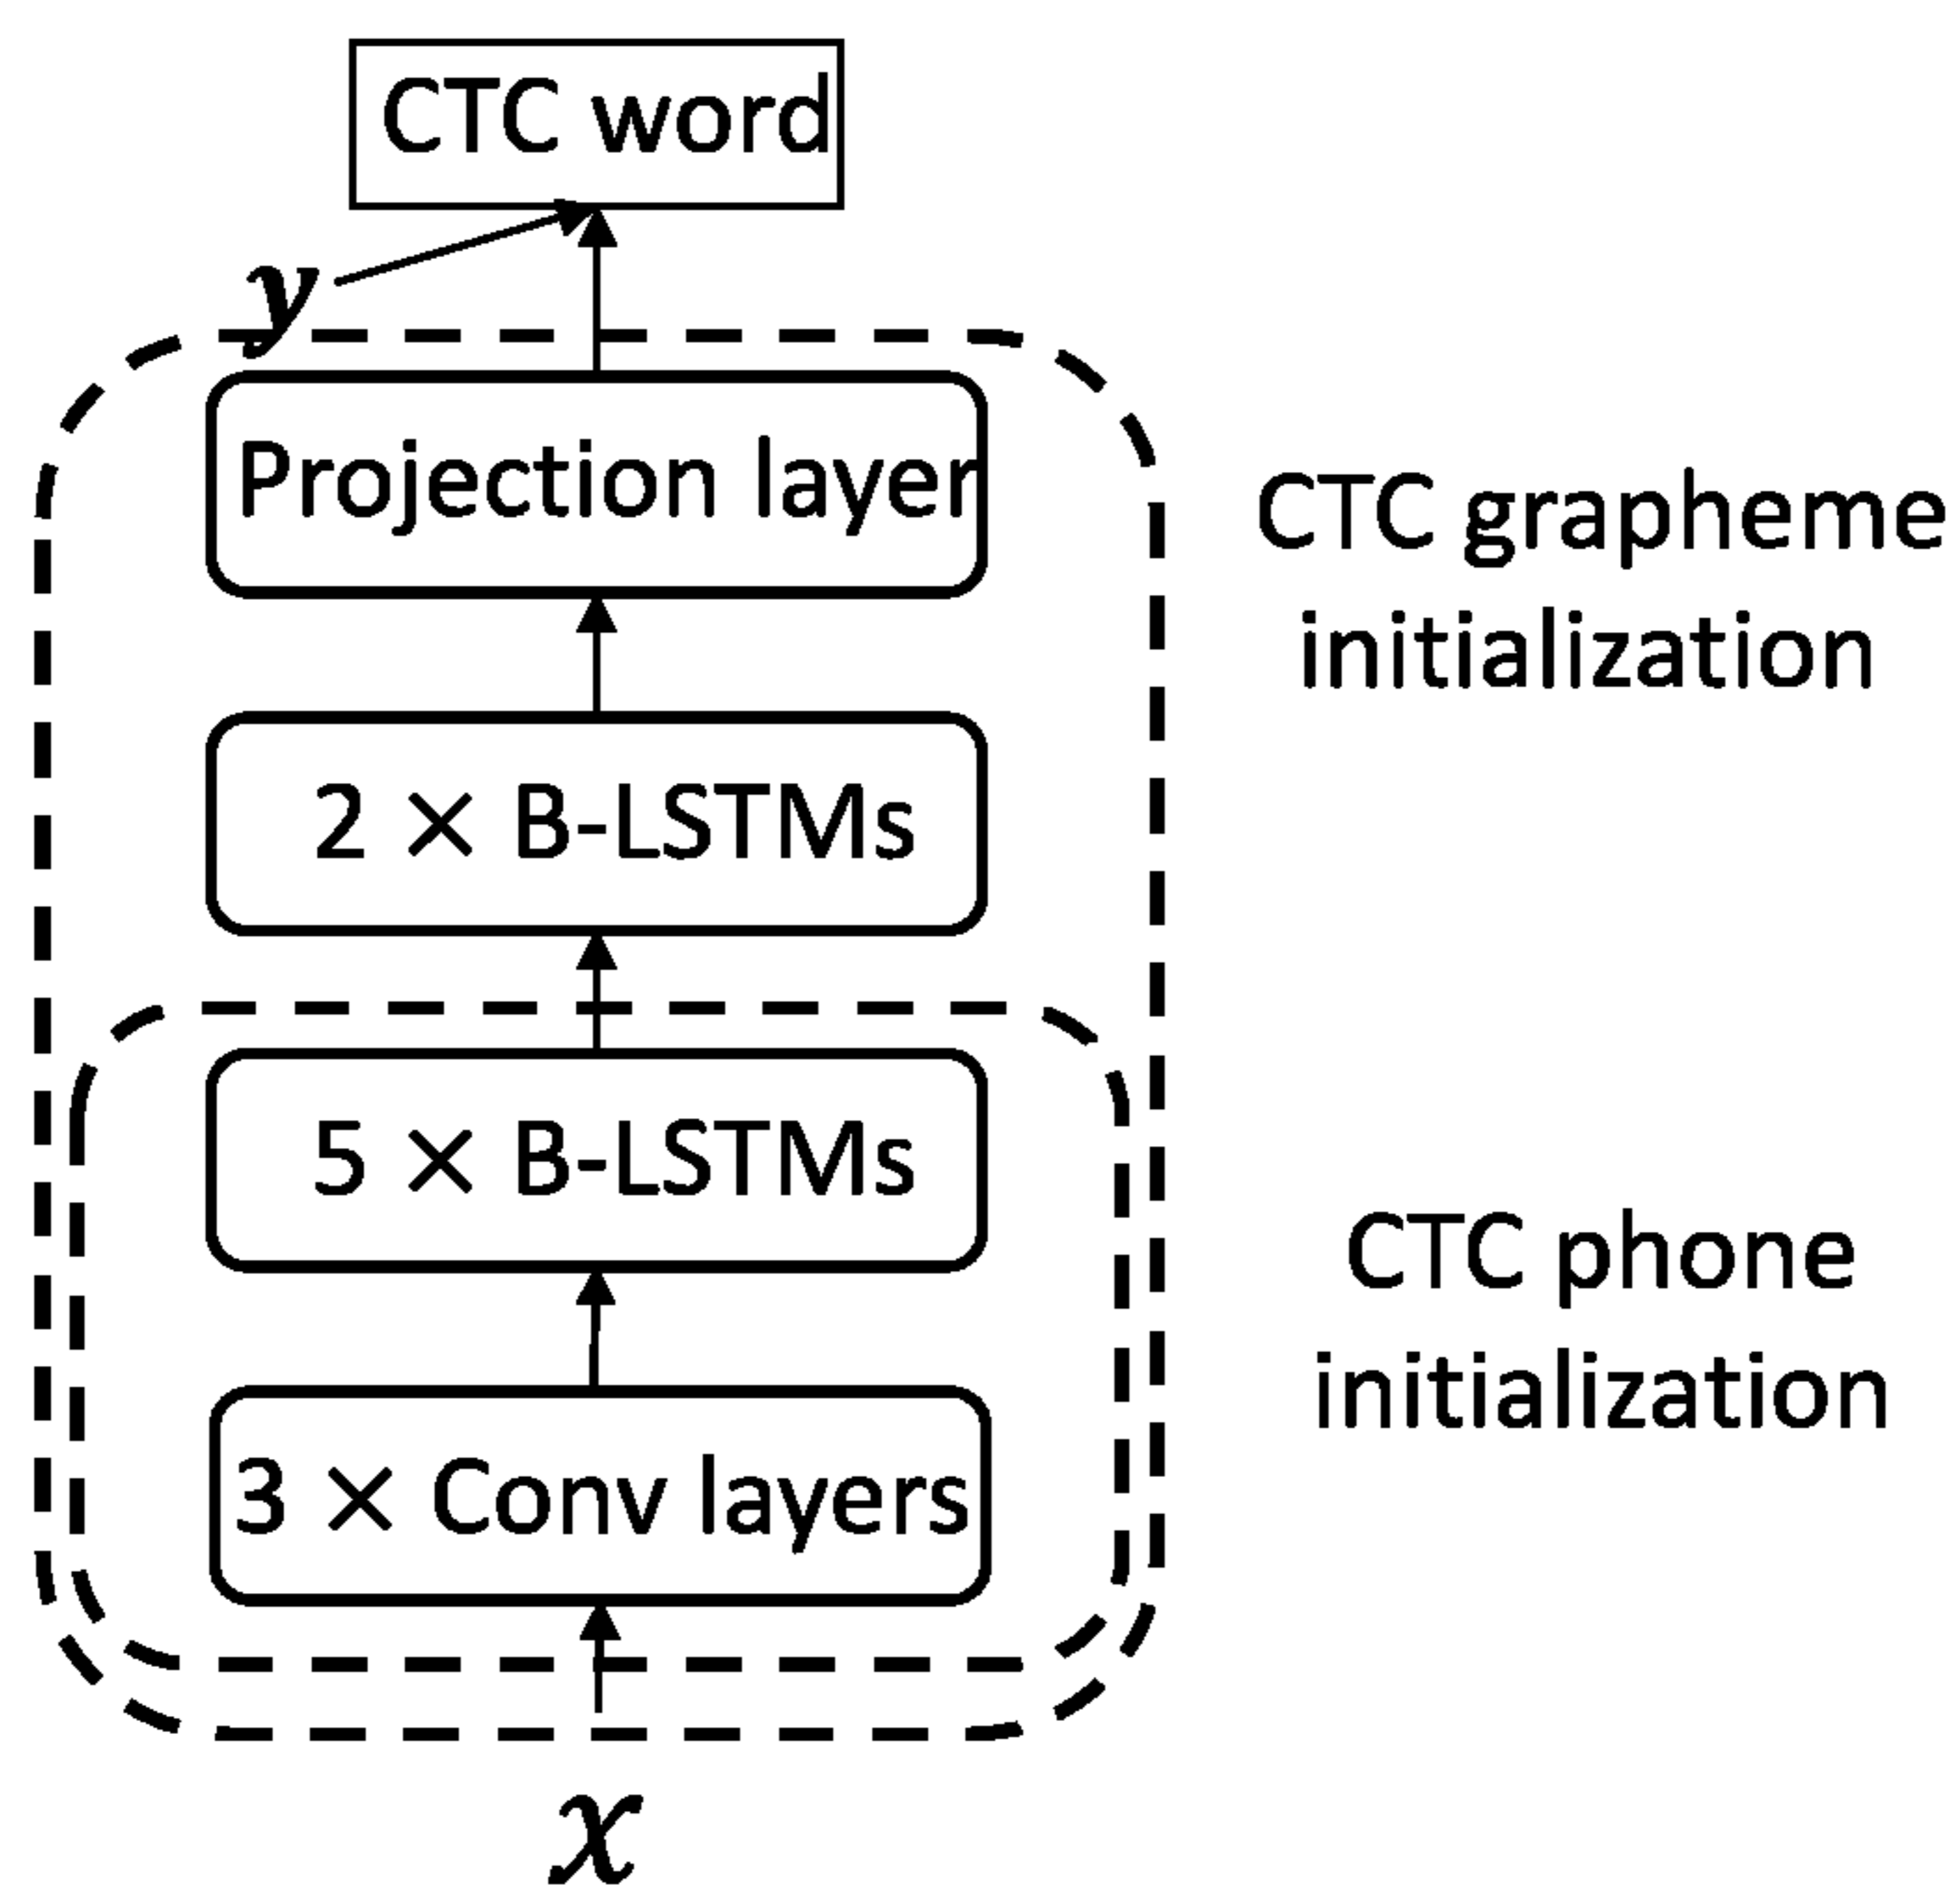 CTC word
y
Projection layer
CTC grapheme
initialization
2 × B-LSTMs
5 × B-LSTMs
CTC phone
initialization
3 × Conv layers
x